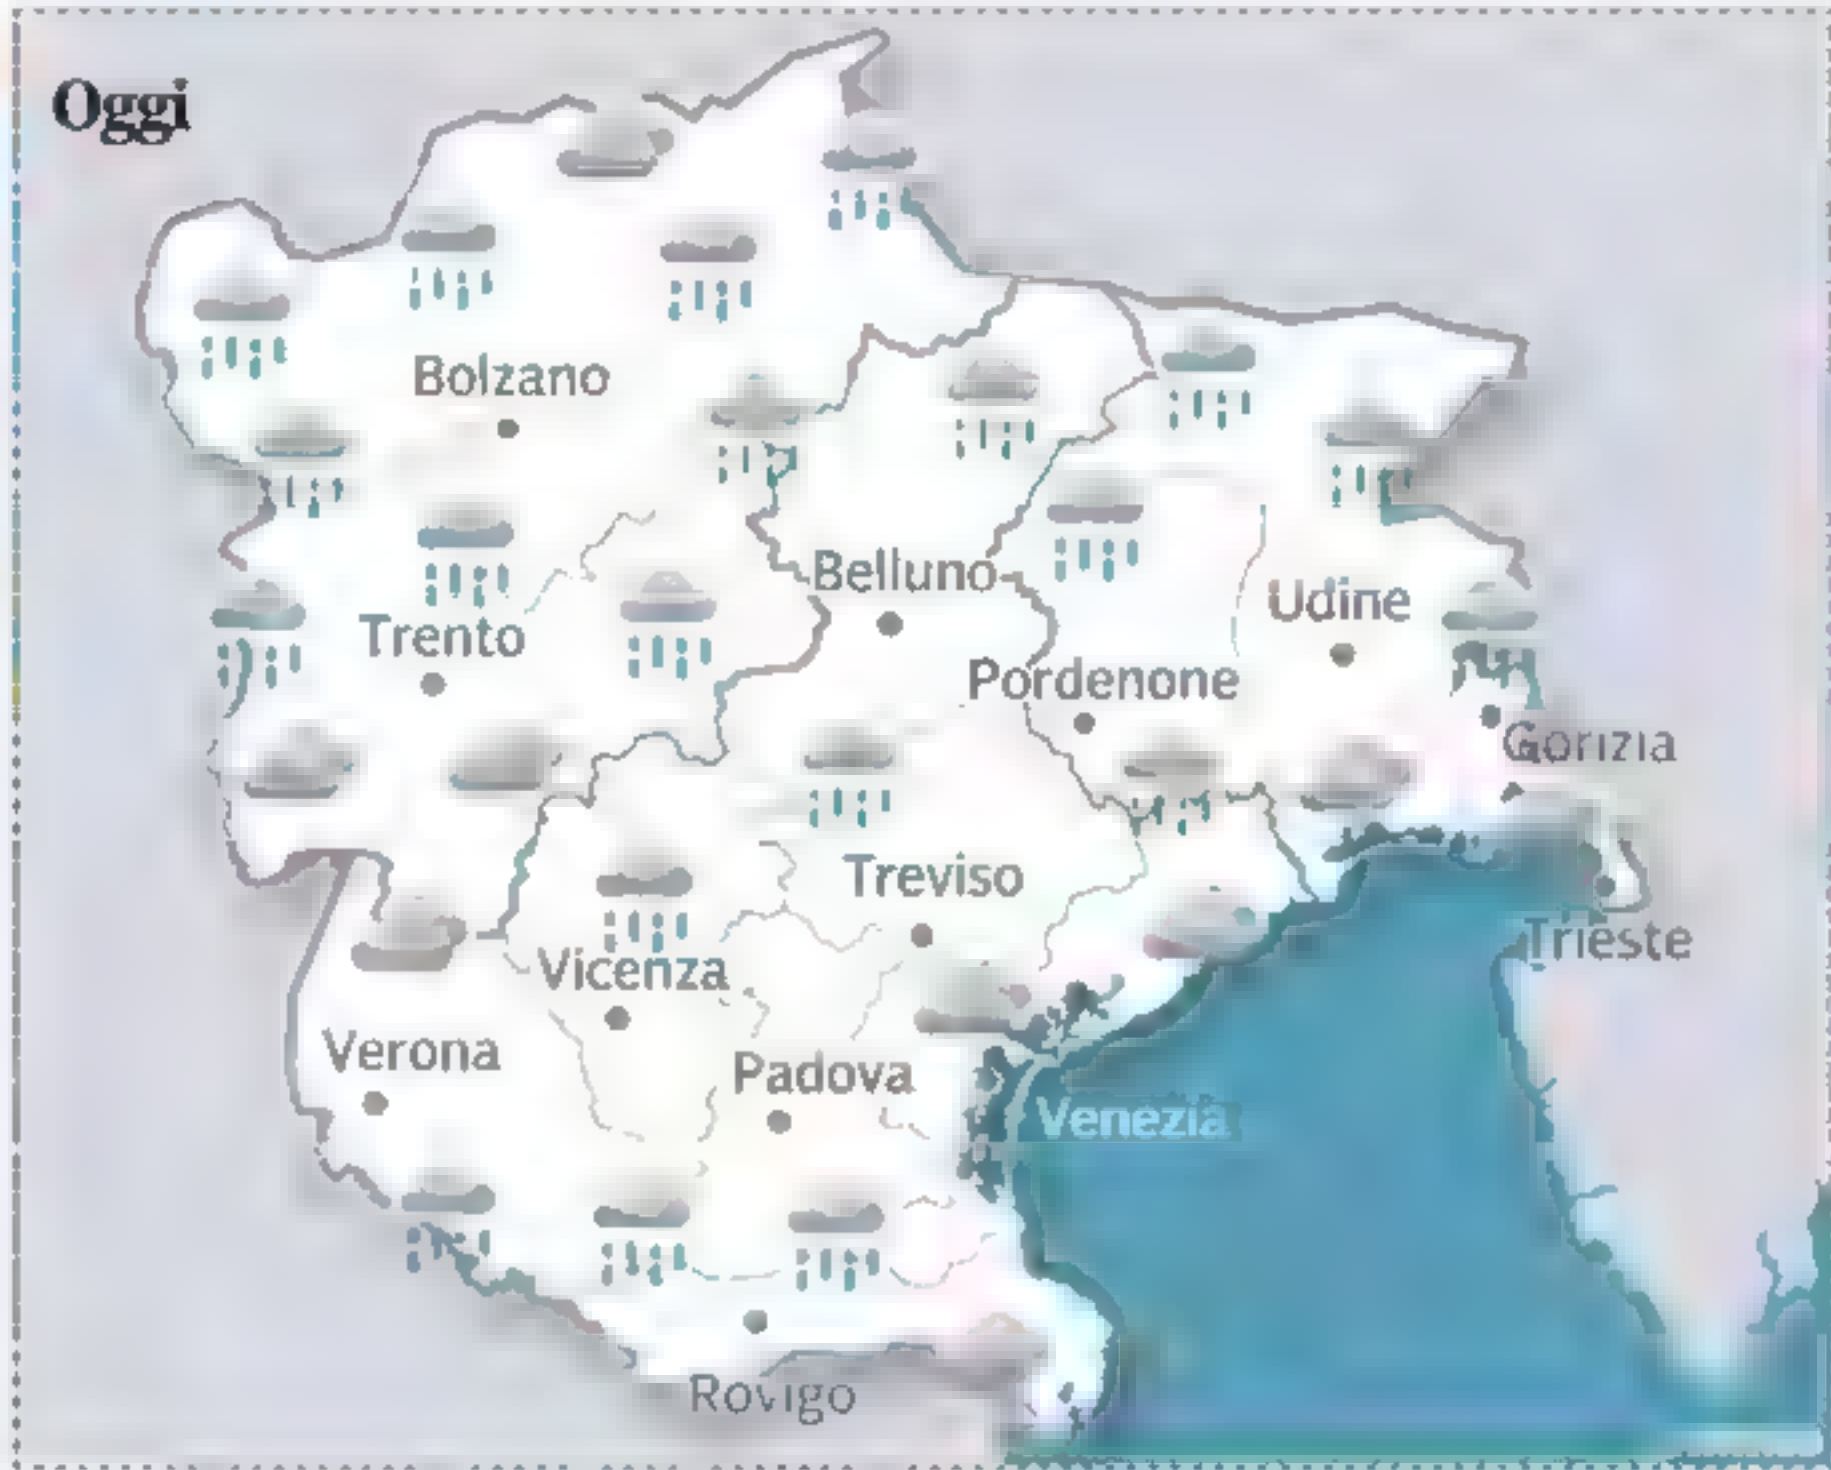 Oggi
Bolzano
Belluno
Udine
Trento
Pordenone
Gorizia
Treviso
Trieste
Vicenza
Verona
Padova
Venezia
Rovigo